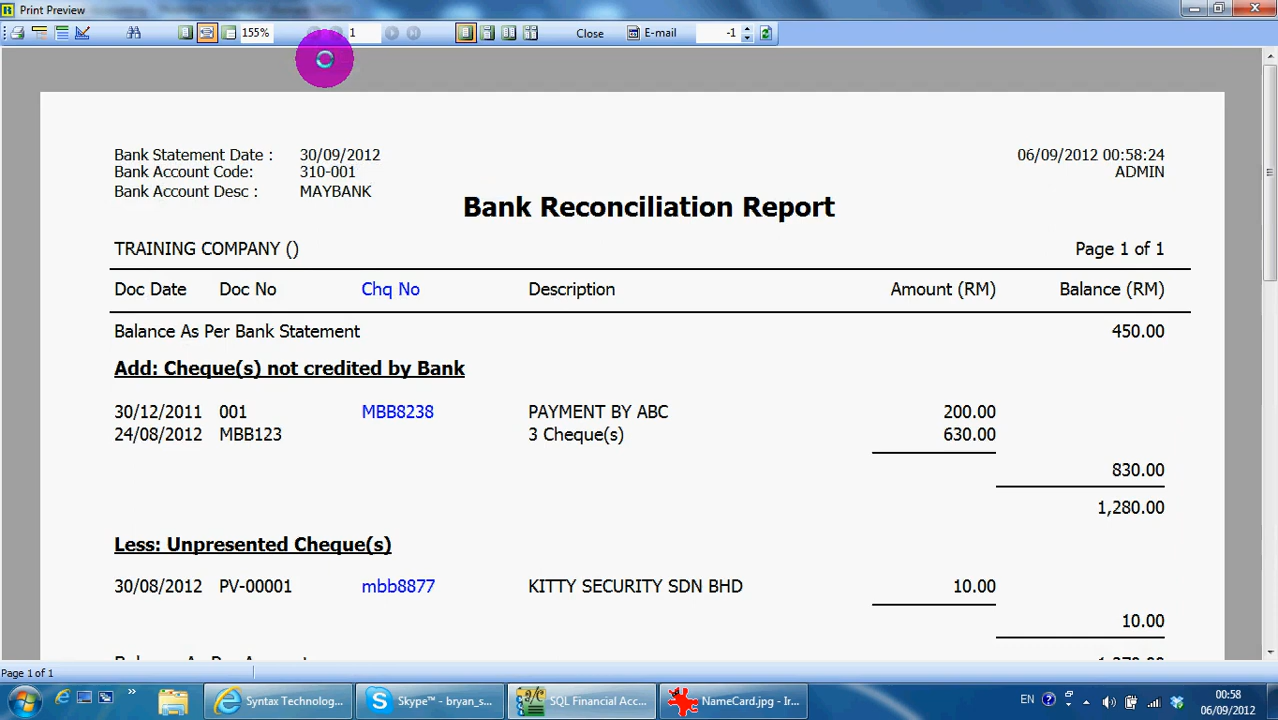 Print Preview
155% 1 Close E-mail -1
Bank Statement Date : 30/09/2012 06/09/2012 00:58:24
Bank Account Code: 310-001 ADMIN
Bank Account Desc : MAYBANK
Bank Reconciliation Report
TRAINING COMPANY () Page 1 of 1
Doc Date Doc No Chq No Description Amount (RM) Balance (RM)
Balance As Per Bank Statement 450.00
Add: Cheque(s) not credited by Bank
30/12/2011 001 MBB8238 PAYMENT BY ABC 200.00
24/08/2012 MBB123 3 Cheque(s) 630.00
830.00
1,280.00
Less: Unpresented Cheque(s)
30/08/2012 PV-00001 mbb8877 KITTY SECURITY SDN BHD 10.00
10.00
Page 1 of 1
Syntax Technolog... Skype™ - bryan_s... SQL Financial Acc... NameCard.jpg - Ir... EN 00:58
06/09/2012